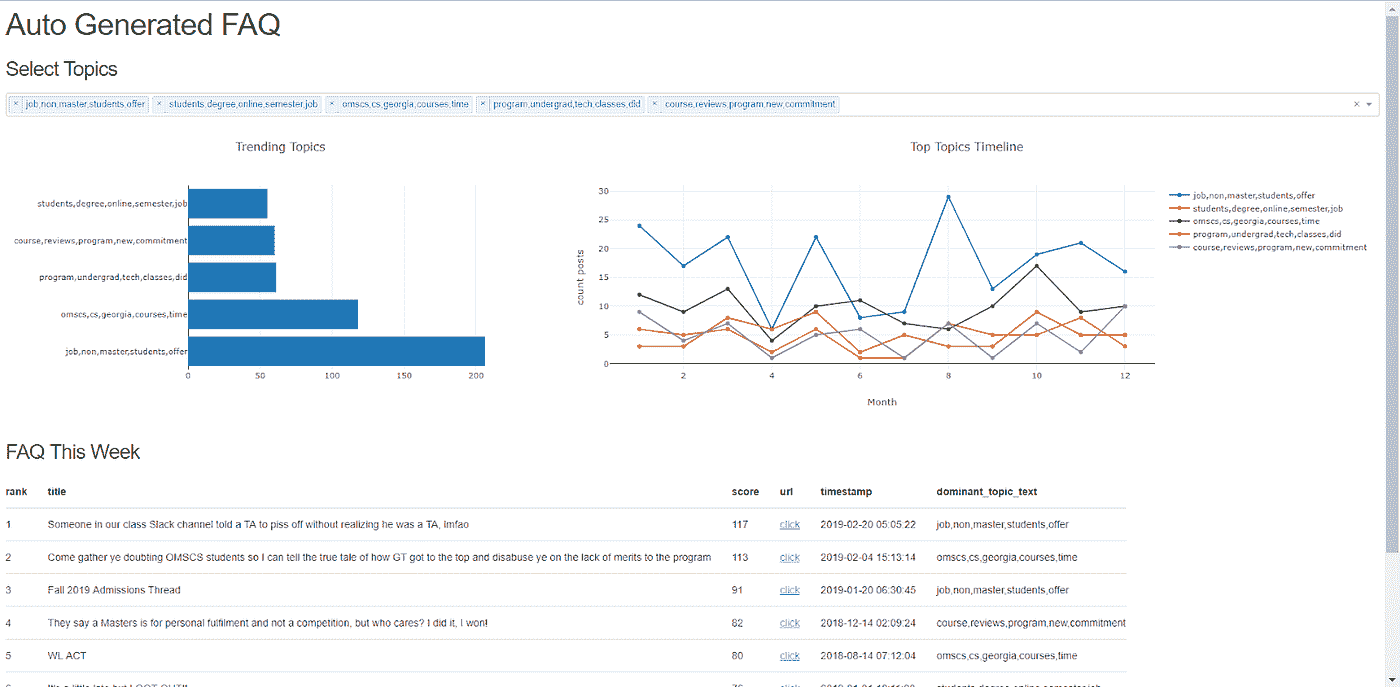 Auto Generated FAQ
Select Topics
× job,non,master,students,offer × students,degree,online,semester,job × omscs,cs,georgia,courses,time × program,undergrad,tech,classes,did × course,reviews,program,new,commitment ×
Trending Topics
students,degree,online,semester,job
course,reviews,program,new,commitment
program,undergrad,tech,classes,did
omscs,cs,georgia,courses,time
job,non,master,students,offer
0 50 100 150 200
Top Topics Timeline
count posts
30
25
20
15
10
5
0
2 4 6 8 10 12
Month
job,non,master,students,offer
students,degree,online,semester,job
omscs,cs,georgia,courses,time
program,undergrad,tech,classes,did
course,reviews,program,new,commitment
FAQ This Week
rank title score url timestamp dominant_topic_text
1 Someone in our class Slack channel told a TA to piss off without realizing he was a TA, lmfao 117 click 2019-02-20 05:05:22 job,non,master,students,offer
2 Come gather ye doubting OMSCS students so I can tell the true tale of how GT got to the top and disabuse ye on the lack of merits to the program 113 click 2019-02-04 15:13:14 omscs,cs,georgia,courses,time
3 Fall 2019 Admissions Thread 91 click 2019-01-20 06:30:45 job,non,master,students,offer
4 They say a Masters is for personal fulfilment and not a competition, but who cares? I did it, I won! 82 click 2018-12-14 02:09:24 course,reviews,program,new,commitment
5 WL ACT 80 click 2018-08-14 07:12:04 omscs,cs,georgia,courses,time